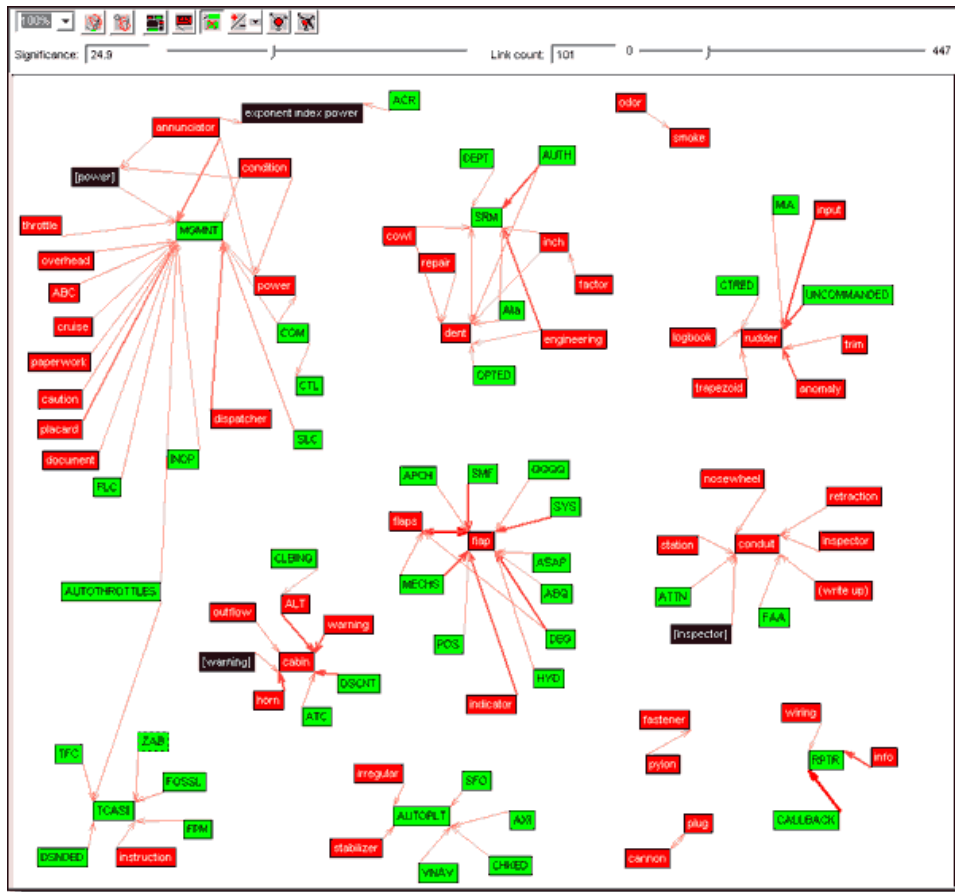 100%
Significance: 24.9
Link count: 101
0
447
exponent index power
ACR
odor
annunciator
smoke
DEPT
AUTH
[power]
condition
MIA
input
throttle
MGMNT
SRM
cowl
inch
overhead
repair
ABC
power
factor
CTRED
UNCOMMANDED
Ata
cruise
COM
dent
engineering
logbook
rudder
trim
paperwork
OPTED
caution
CTL
trapezoid
anomaly
placard
dispatcher
document
INOP
SLC
FLC
APCH
SMF
QQQQ
nosewheel
retraction
SYS
flaps
flap
station
conduit
inspector
CLBING
ASAP
AUTOTHROTTLES
MECHS
ABQ
ATTN
(write up)
outflow
ALT
warning
FAA
[inspector]
POS
DEG
[warning]
cabin
DSCNT
HYD
horn
ATC
indicator
fastener
wiring
TFC
ZAB
pylon
RPTR
info
FOSSL
irregular
SFO
TCASII
AUTOPLT
AXI
CALLBACK
FPM
plug
DSNDED
instruction
stabilizer
VNAV
CHKED
cannon